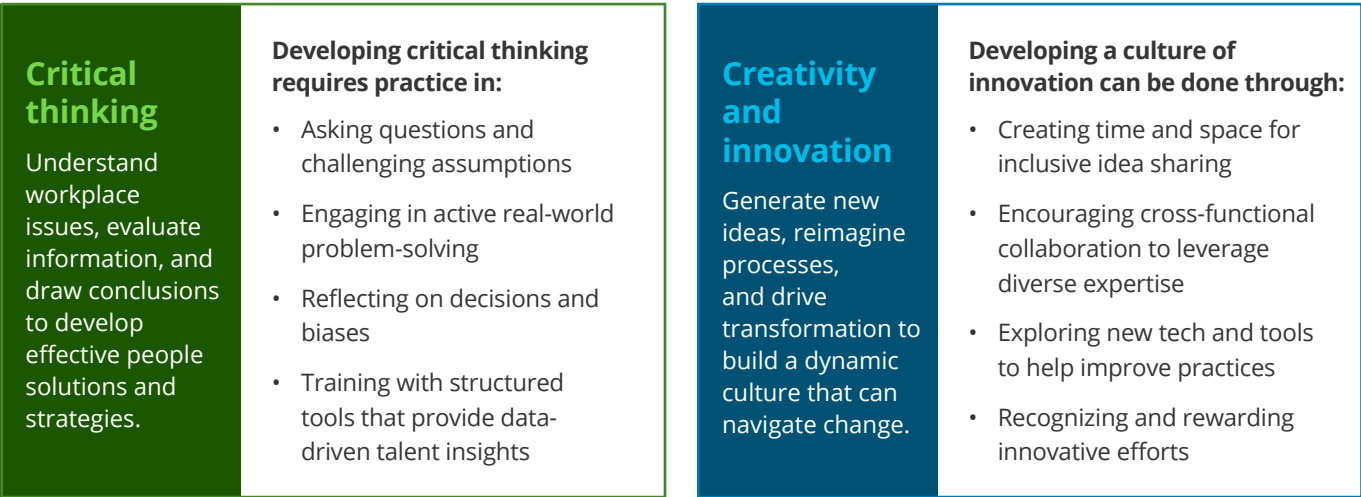 Critical
thinking
Understand
workplace
issues, evaluate
information, and
draw conclusions
to develop
effective people
solutions and
strategies.
Developing critical thinking
requires practice in:
• Asking questions and
challenging assumptions
• Engaging in active real-world
problem-solving
• Reflecting on decisions and
biases
• Training with structured
tools that provide data-
driven talent insights
Creativity
and
innovation
Generate new
ideas, reimagine
processes,
and drive
transformation to
build a dynamic
culture that can
navigate change.
Developing a culture of
innovation can be done through:
• Creating time and space for
inclusive idea sharing
• Encouraging cross-functional
collaboration to leverage
diverse expertise
• Exploring new tech and tools
to help improve practices
• Recognizing and rewarding
innovative efforts